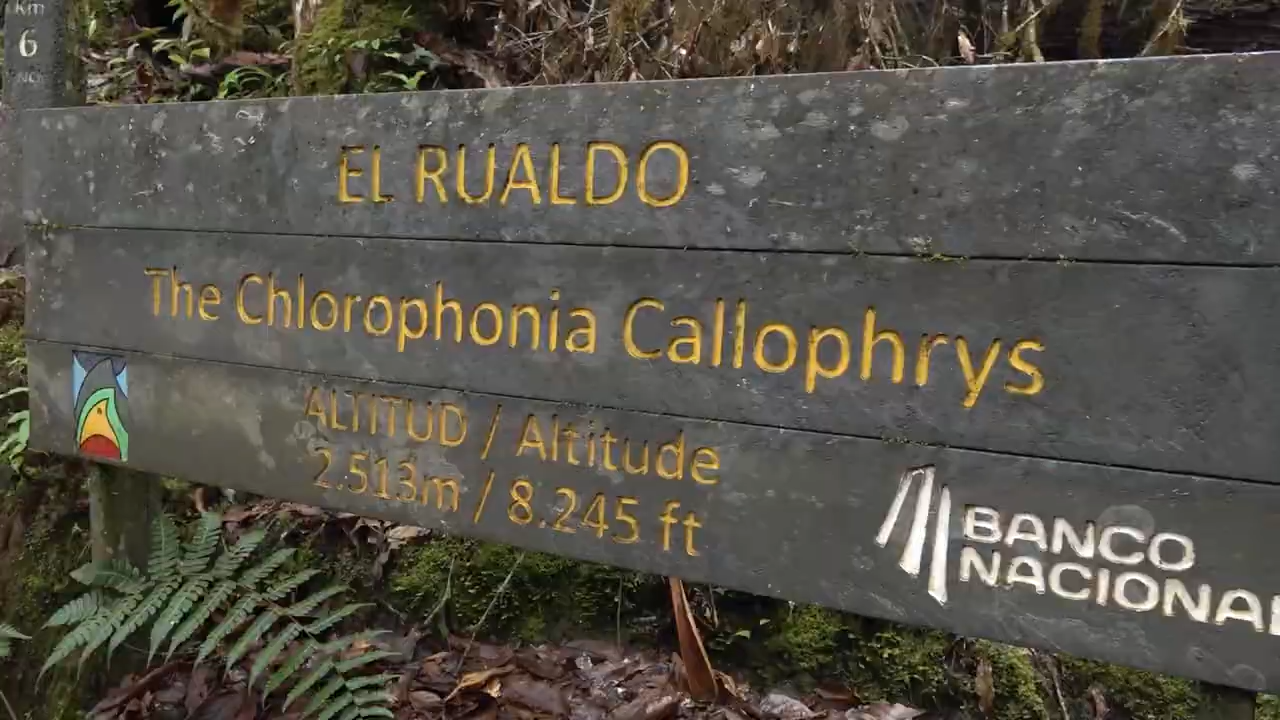 Km
6
EL RUALDO
The Chlorophonia Callophrys
ALTITUD / Altitude
2.513m / 8.245 ft
BANCO
NACIONAL